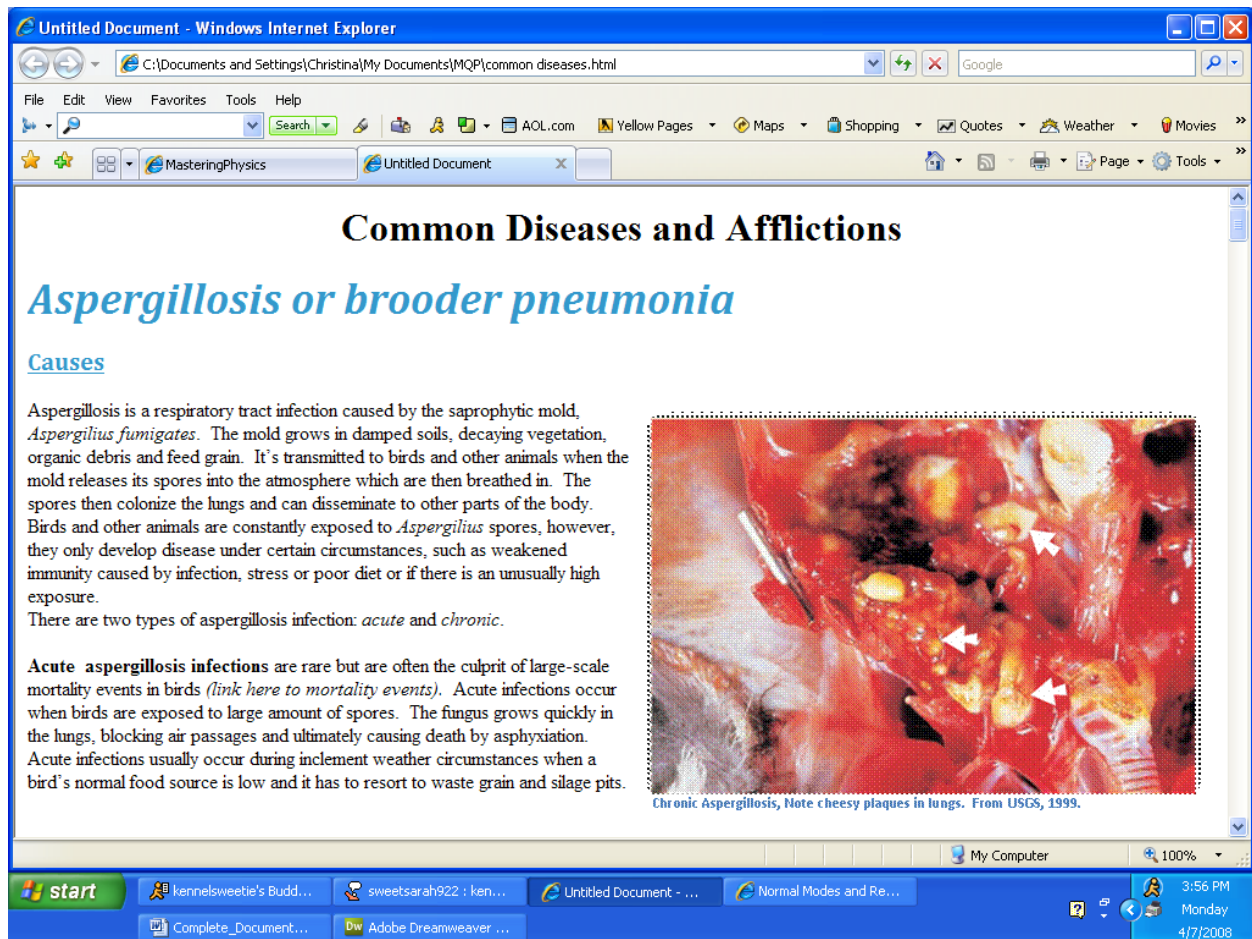 Untitled Document - Windows Internet Explorer
C:\Documents and Settings\Christina\My Documents\MQP\common diseases.html
Google
File Edit View Favorites Tools Help
Search AOL.com Yellow Pages Maps Shopping Quotes Weather Movies »
MasteringPhysics Untitled Document x Page Tools »
Common Diseases and Afflictions
Aspergillosis or brooder pneumonia
Causes
Aspergillosis is a respiratory tract infection caused by the saprophytic mold,
Aspergilius fumigates. The mold grows in damped soils, decaying vegetation,
organic debris and feed grain. It's transmitted to birds and other animals when the
mold releases its spores into the atmosphere which are then breathed in. The
spores then colonize the lungs and can disseminate to other parts of the body.
Birds and other animals are constantly exposed to Aspergilius spores, however,
they only develop disease under certain circumstances, such as weakened
immunity caused by infection, stress or poor diet or if there is an unusually high
exposure.
There are two types of aspergillosis infection: acute and chronic.
Acute aspergillosis infections are rare but are often the culprit of large-scale
mortality events in birds (link here to mortality events). Acute infections occur
when birds are exposed to large amount of spores. The fungus grows quickly in
the lungs, blocking air passages and ultimately causing death by asphyxiation.
Acute infections usually occur during inclement weather circumstances when a
bird's normal food source is low and it has to resort to waste grain and silage pits.
Chronic Aspergillosis, Note cheesy plaques in lungs. From USGS, 1999.
My Computer 100%
start kennelsweetie's Budd... sweetsarah922 : ken... Untitled Document - ... Normal Modes and Re... 3:56 PM
Monday
Complete_Document... Dw Adobe Dreamweaver ... 4/7/2008